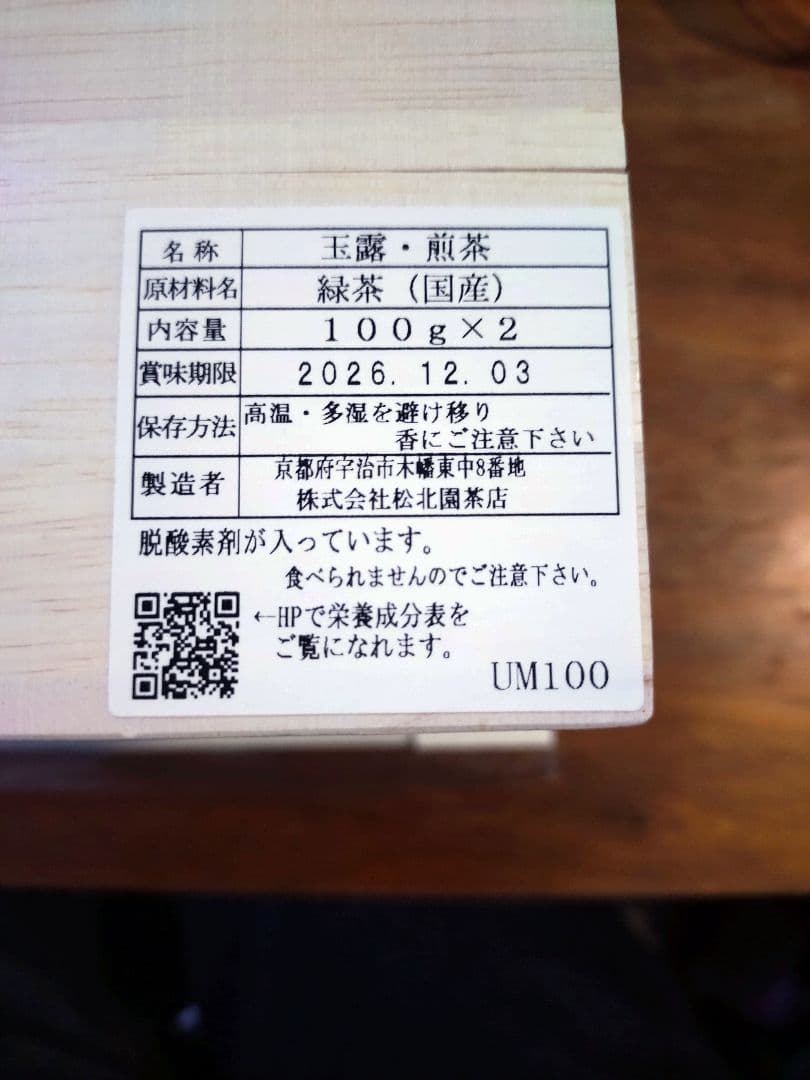 名称 玉露・煎茶
原材料名 緑茶（国産）
内容量 １００ｇ×２
賞味期限 2026.12.03
保存方法 高温・多湿を避け移り
香にご注意下さい
製造者 京都府宇治市木幡東中8番地
株式会社松北園茶店
脱酸素剤が入っています。
食べられませんのでご注意下さい。
←HPで栄養成分表を
ご覧になれます。
UM100